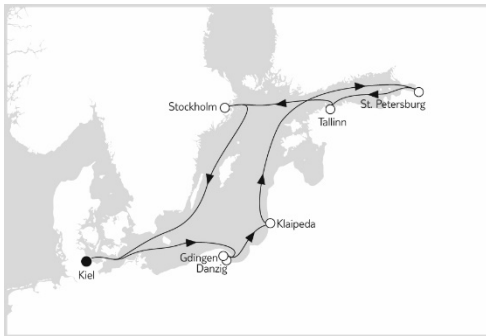 Stockholm
St. Petersburg
Tallinn
Klaipeda
Gdingen
Danzig
Kiel